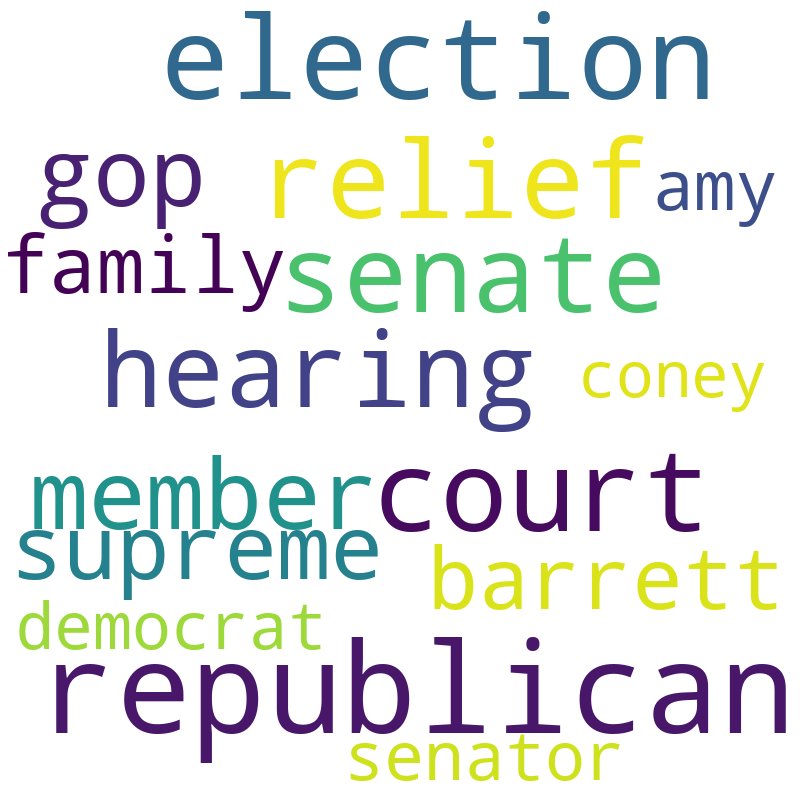 election
gop relief amy
family senate
hearing coney
member court
supreme barrett
democrat
republican
senator